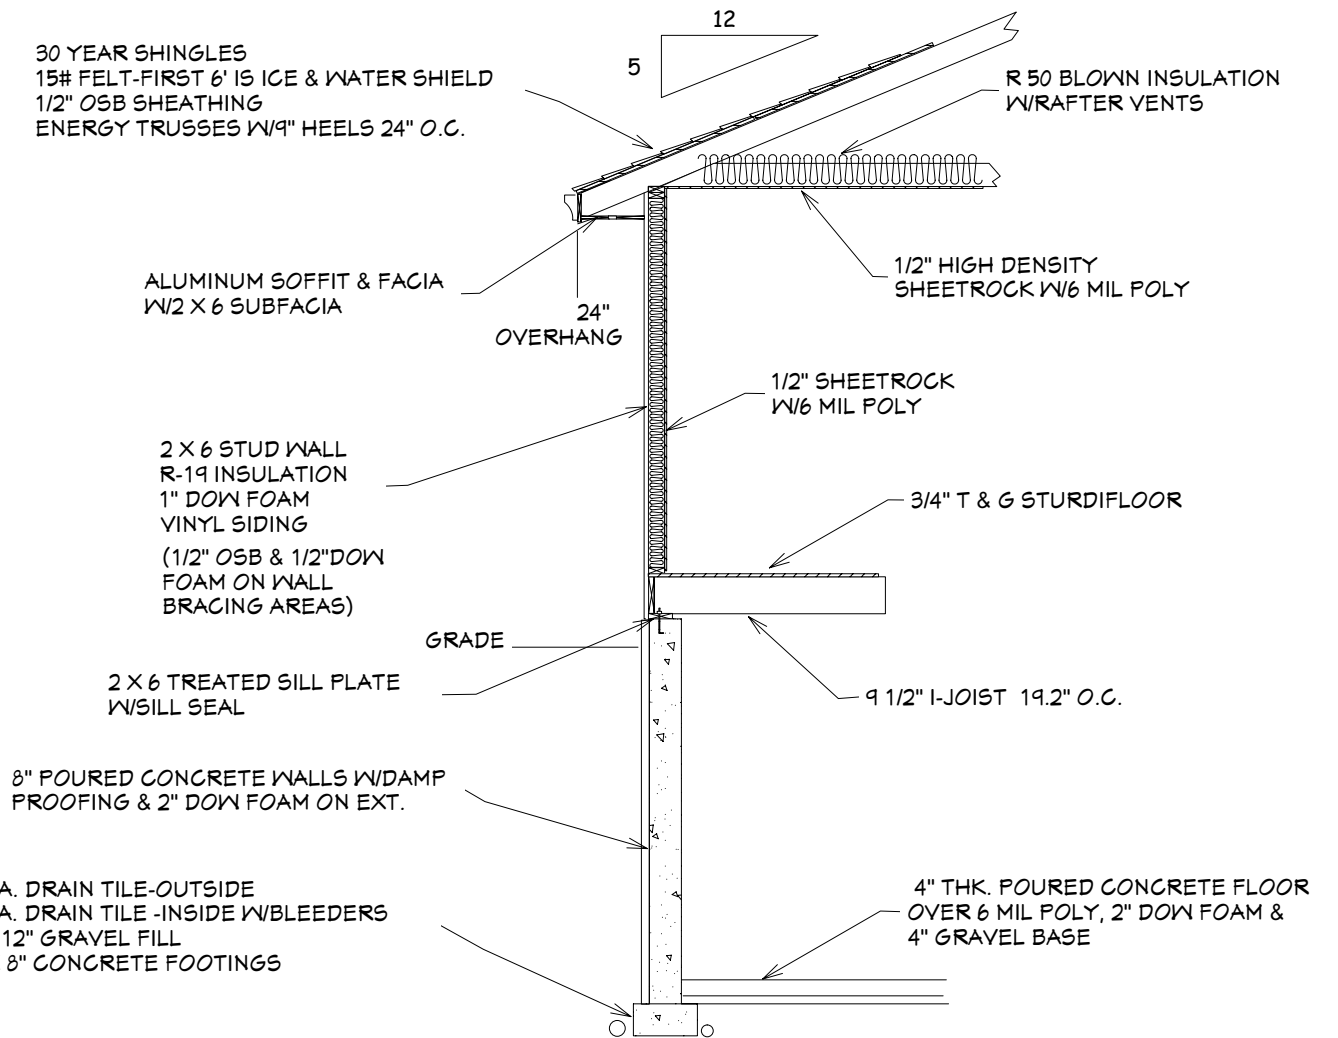 12
5
30 YEAR SHINGLES
15# FELT-FIRST 6' IS ICE & WATER SHIELD
1/2" OSB SHEATHING
ENERGY TRUSSES W/9" HEELS 24" O.C.
R 50 BLOWN INSULATION
W/RAFTER VENTS
ALUMINUM SOFFIT & FACIA
W/2 X 6 SUBFACIA
24"
OVERHANG
1/2" HIGH DENSITY
SHEETROCK W/6 MIL POLY
1/2" SHEETROCK
W/6 MIL POLY
2 X 6 STUD WALL
R-19 INSULATION
1" DOW FOAM
VINYL SIDING
(1/2" OSB & 1/2"DOW
FOAM ON WALL
BRACING AREAS)
3/4" T & G STURDIFLOOR
GRADE
2 X 6 TREATED SILL PLATE
W/SILL SEAL
9 1/2" I-JOIST 19.2" O.C.
8" POURED CONCRETE WALLS W/DAMP
PROOFING & 2" DOW FOAM ON EXT.
A. DRAIN TILE-OUTSIDE
A. DRAIN TILE -INSIDE W/BLEEDERS
12" GRAVEL FILL
8" CONCRETE FOOTINGS
4" THK. POURED CONCRETE FLOOR
OVER 6 MIL POLY, 2" DOW FOAM &
4" GRAVEL BASE